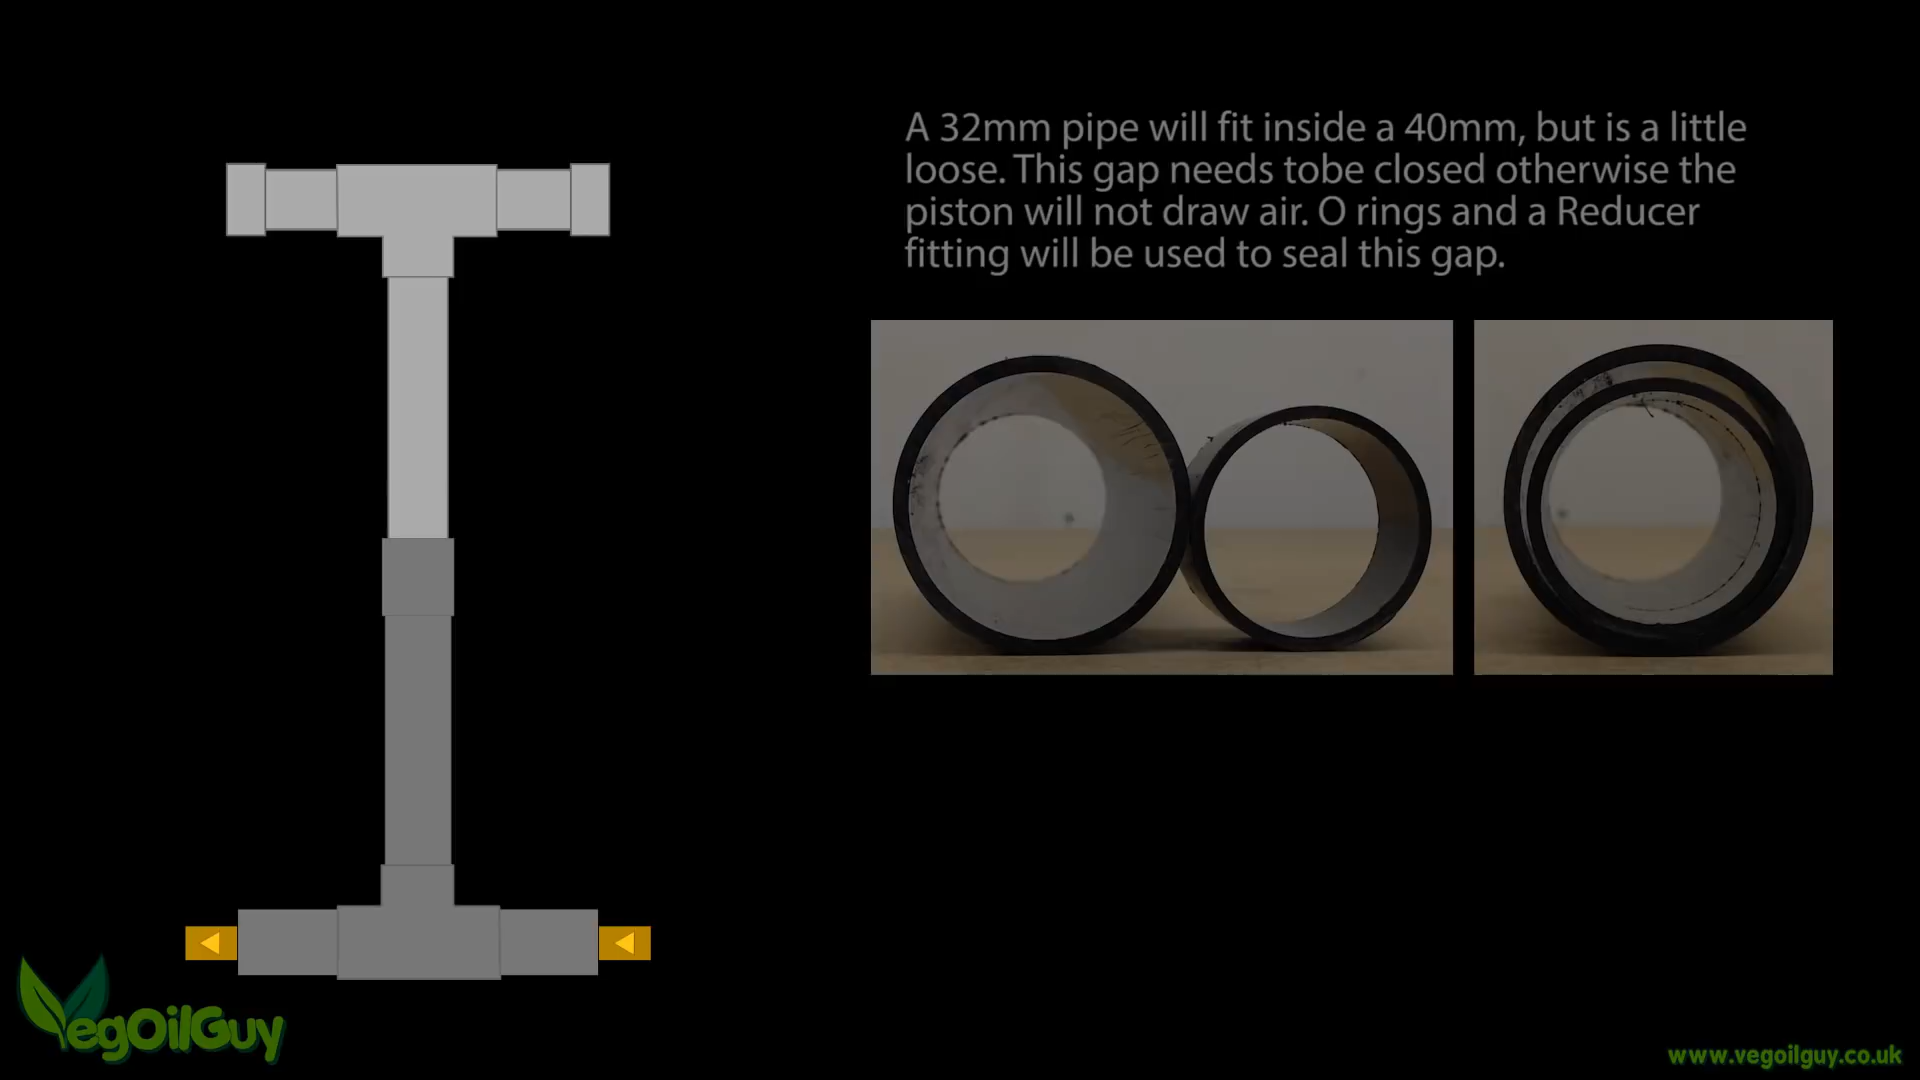 A 32mm pipe will fit inside a 40mm, but is a little
loose. This gap needs tobe closed otherwise the
piston will not draw air. O rings and a Reducer
fitting will be used to seal this gap.
VegOilGuy
www.vegoilguy.co.uk